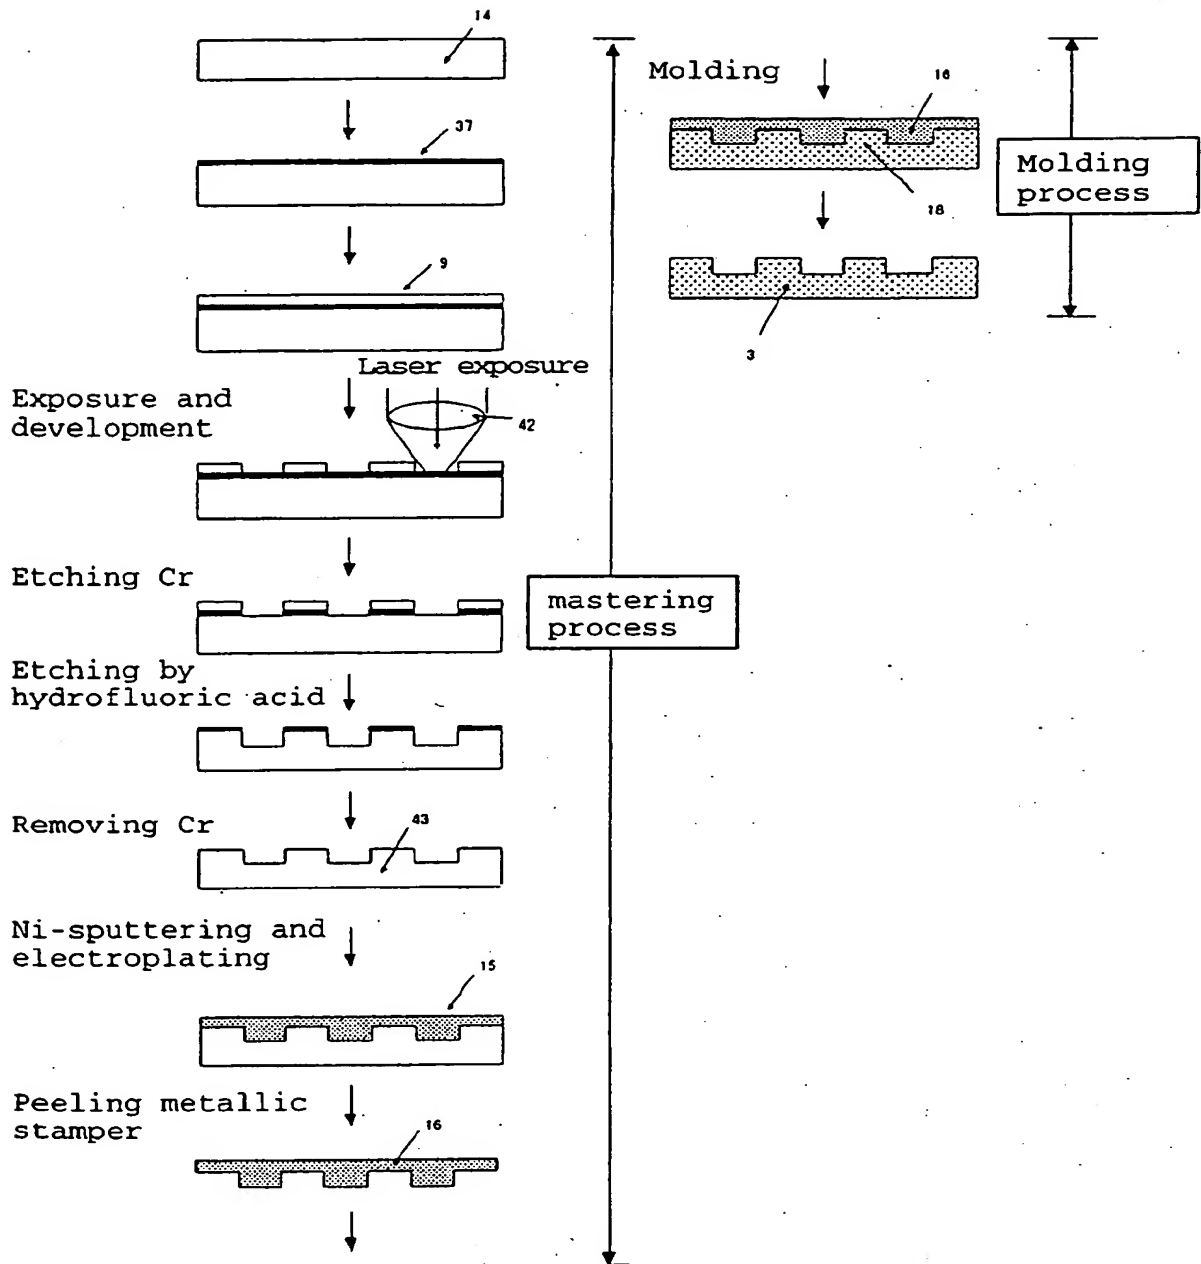 14
37
9
Laser exposure
Exposure and
development
42
Etching Cr
Etching by
hydrofluoric acid
Removing Cr
43
Ni-sputtering and
electroplating
15
Peeling metallic
stamper
16
mastering
process
Molding
16
18
3
Molding
process